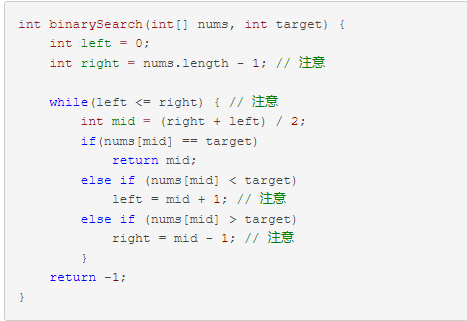 int binarySearch(int[] nums, int target) {
    int left = 0;
    int right = nums.length - 1; // 注意

    while(left <= right) { // 注意
        int mid = (right + left) / 2;
        if(nums[mid] == target)
            return mid;
        else if (nums[mid] < target)
            left = mid + 1; // 注意
        else if (nums[mid] > target)
            right = mid - 1; // 注意
        }
    return -1;
}